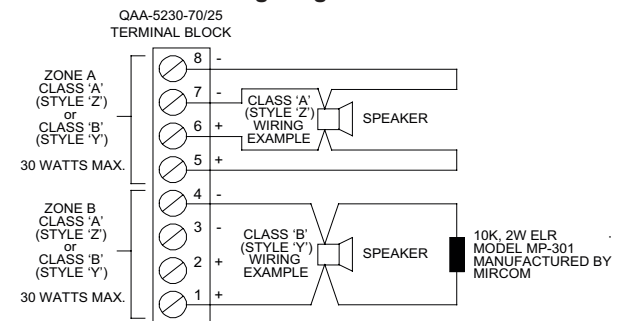 QAA-5230-70/25
TERMINAL BLOCK
ZONE A
CLASS 'A'
(STYLE 'Z')
or
CLASS 'B'
(STYLE 'Y')
30 WATTS MAX.
8 -
7 -
6 +
5 +
CLASS 'A'
(STYLE 'Z')
WIRING
EXAMPLE
SPEAKER
ZONE B
CLASS 'A'
(STYLE 'Z')
or
CLASS 'B'
(STYLE 'Y')
30 WATTS MAX.
4 -
3 -
2 +
1 +
CLASS 'B'
(STYLE 'Y')
WIRING
EXAMPLE
SPEAKER
10K, 2W ELR
MODEL MP-301
MANUFACTURED BY
MIRCOM